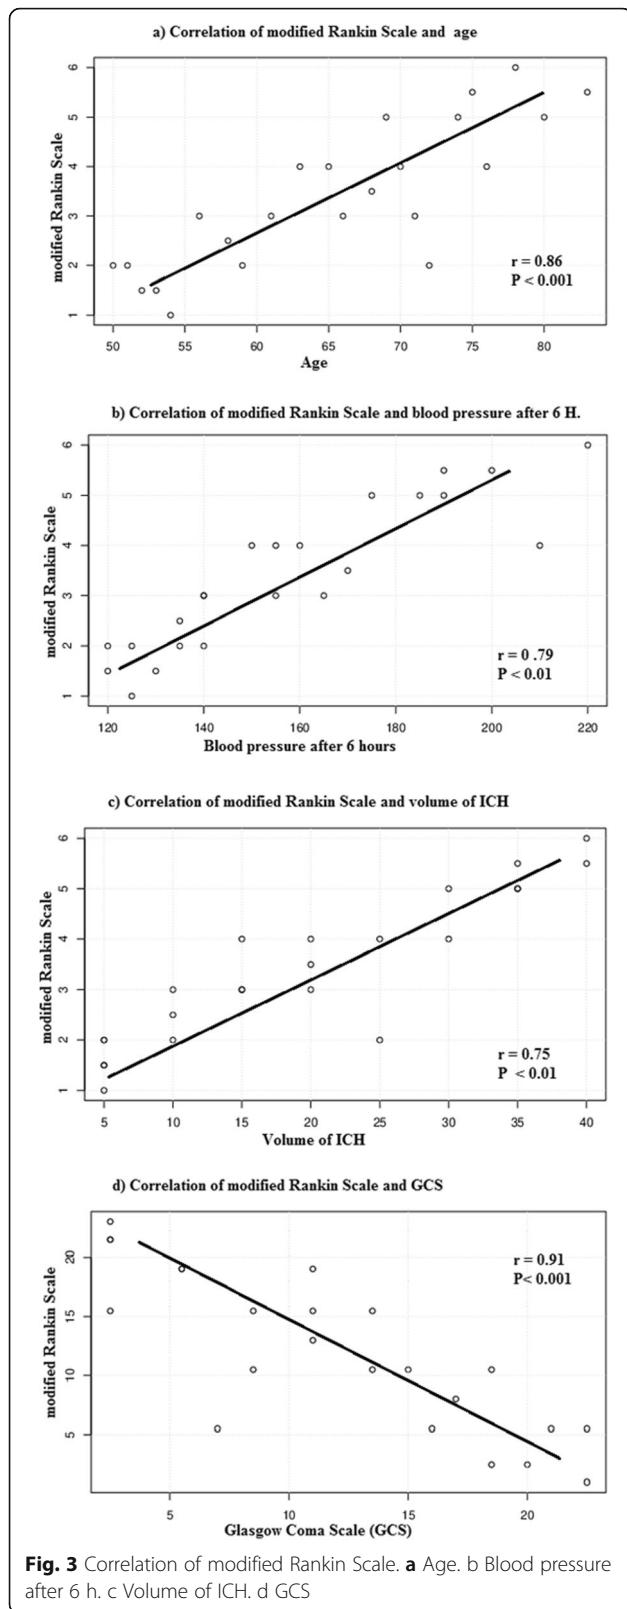 a) Correlation of modified Rankin Scale and age
modified Rankin Scale
6
5
4
3
2
1
r = 0.86
P < 0.001
50 55 60 65 70 75 80
Age
b) Correlation of modified Rankin Scale and blood pressure after 6 H.
modified Rankin Scale
6
5
4
3
2
1
r = 0 .79
P < 0.01
120 140 160 180 200 220
Blood pressure after 6 hours
c) Correlation of modified Rankin Scale and volume of ICH
modified Rankin Scale
6
5
4
3
2
1
r = 0.75
P < 0.01
5 10 15 20 25 30 35 40
Volume of ICH
d) Correlation of modified Rankin Scale and GCS
modified Rankin Scale
20
15
10
5
r = 0.91
P< 0.001
5 10 15 20
Glasgow Coma Scale (GCS)
Fig. 3 Correlation of modified Rankin Scale. a Age. b Blood pressure
after 6 h. c Volume of ICH. d GCS